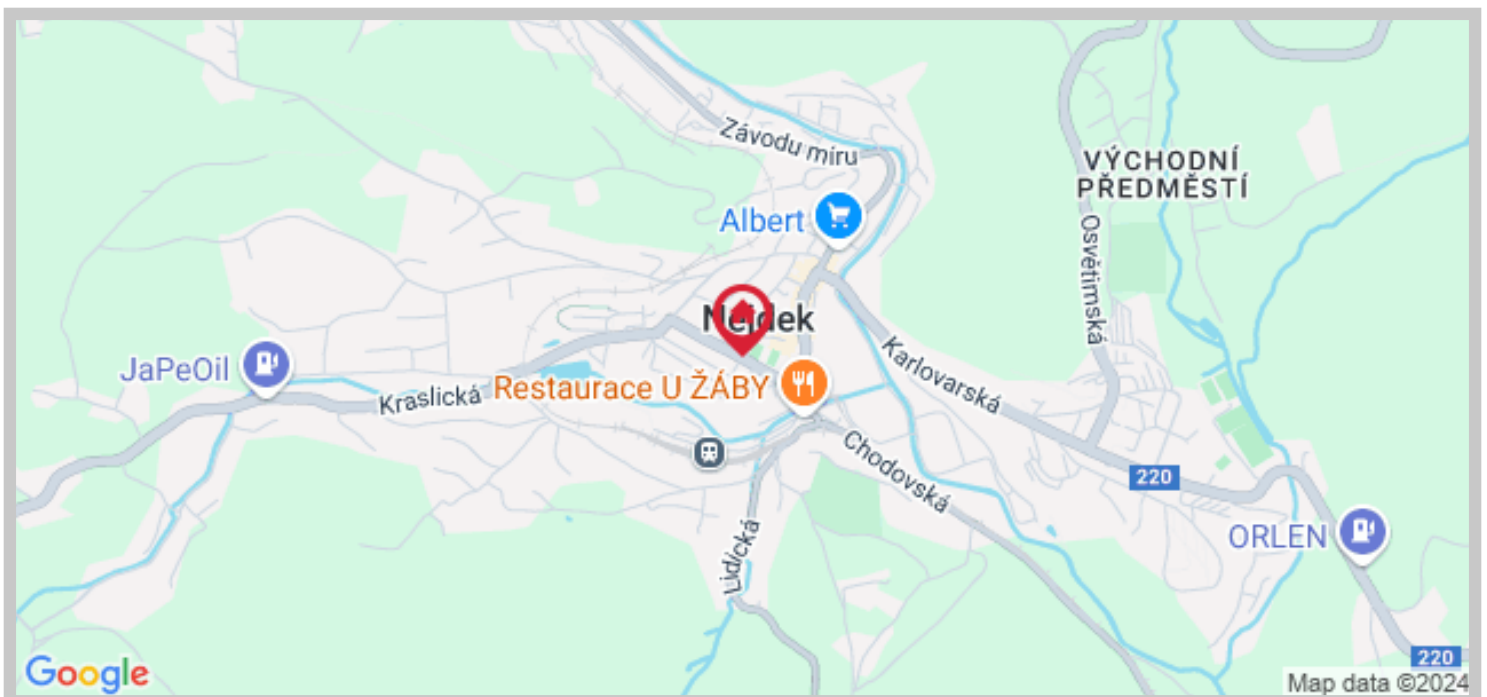 Závodu míru
VÝCHODNÍ
PŘEDMĚSTÍ
Albert
Osvětimská
Nejdek
JaPeOil
Karlovarská
Kraslická
Restaurace U ŽÁBY
Chodovská
220
ORLEN
Lidická
220
Google
Map data ©2024